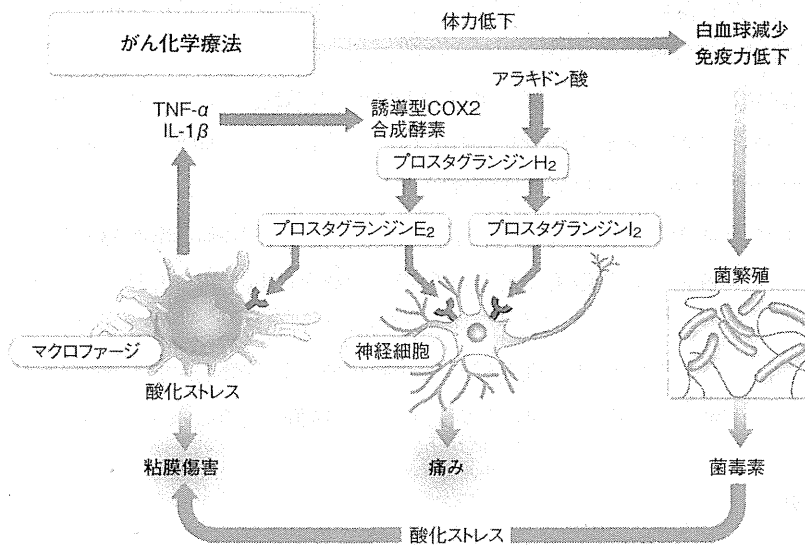 がん化学療法
体力低下
白血球減少
免疫力低下
アラキドン酸
TNF-α
IL-1β
誘導型COX2
合成酵素
プロスタグランジンH₂
プロスタグランジンE₂
プロスタグランジンI₂
菌繁殖
マクロファージ
神経細胞
酸化ストレス
粘膜傷害
痛み
菌毒素
酸化ストレス